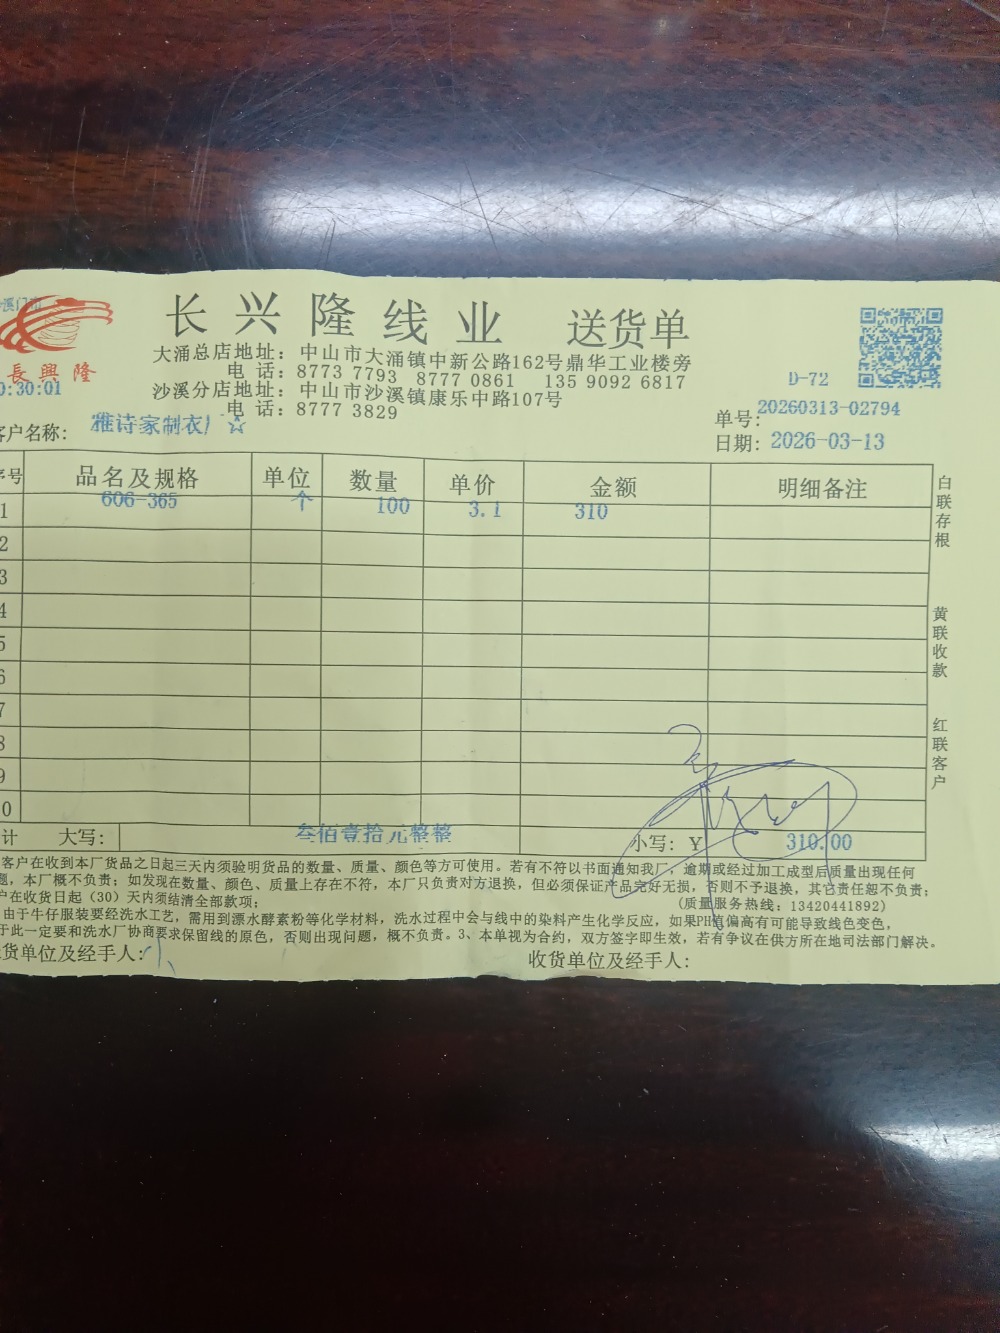 長興隆
长兴隆线业 送货单
大涌总店地址：中山市大涌镇中新公路162号鼎华工业楼旁
电 话：8773 7793 8777 0861 135 9092 6817
沙溪分店地址：中山市沙溪镇康乐中路107号
电 话：8777 3829
0:30:01
D-72
单号：20260313-02794
日期：2026-03-13
客户名称：雅诗家制衣厂☆
序号 品名及规格 单位 数量 单价 金额 明细备注
1 606-365 个 100 3.1 310
2
3
4
5
6
7
8
9
0
白联存根
黄联收款
红联客户
计 大写：叁佰壹拾元整整 小写：Y 310.00
客户在收到本厂货品之日起三天内须验明货品的数量、质量、颜色等方可使用。若有不符以书面通知我厂，逾期或经过加工成型后质量出现任何
题，本厂概不负责；如发现在数量、颜色、质量上存在不符，本厂只负责对方退换，但必须保证产品完好无损，否则不予退换，其它责任恕不负责；
户在收货日起（30）天内须结清全部款项； (质量服务热线：13420441892)
由于牛仔服装要经洗水工艺，需用到漂水酵素粉等化学材料，洗水过程中会与线中的染料产生化学反应，如果PH值偏高有可能导致线色变色，
于此一定要和洗水厂协商要求保留线的原色，否则出现问题，概不负责。3、本单视为合约，双方签字即生效，若有争议在供方所在地司法部门解决。
货单位及经手人： 收货单位及经手人：